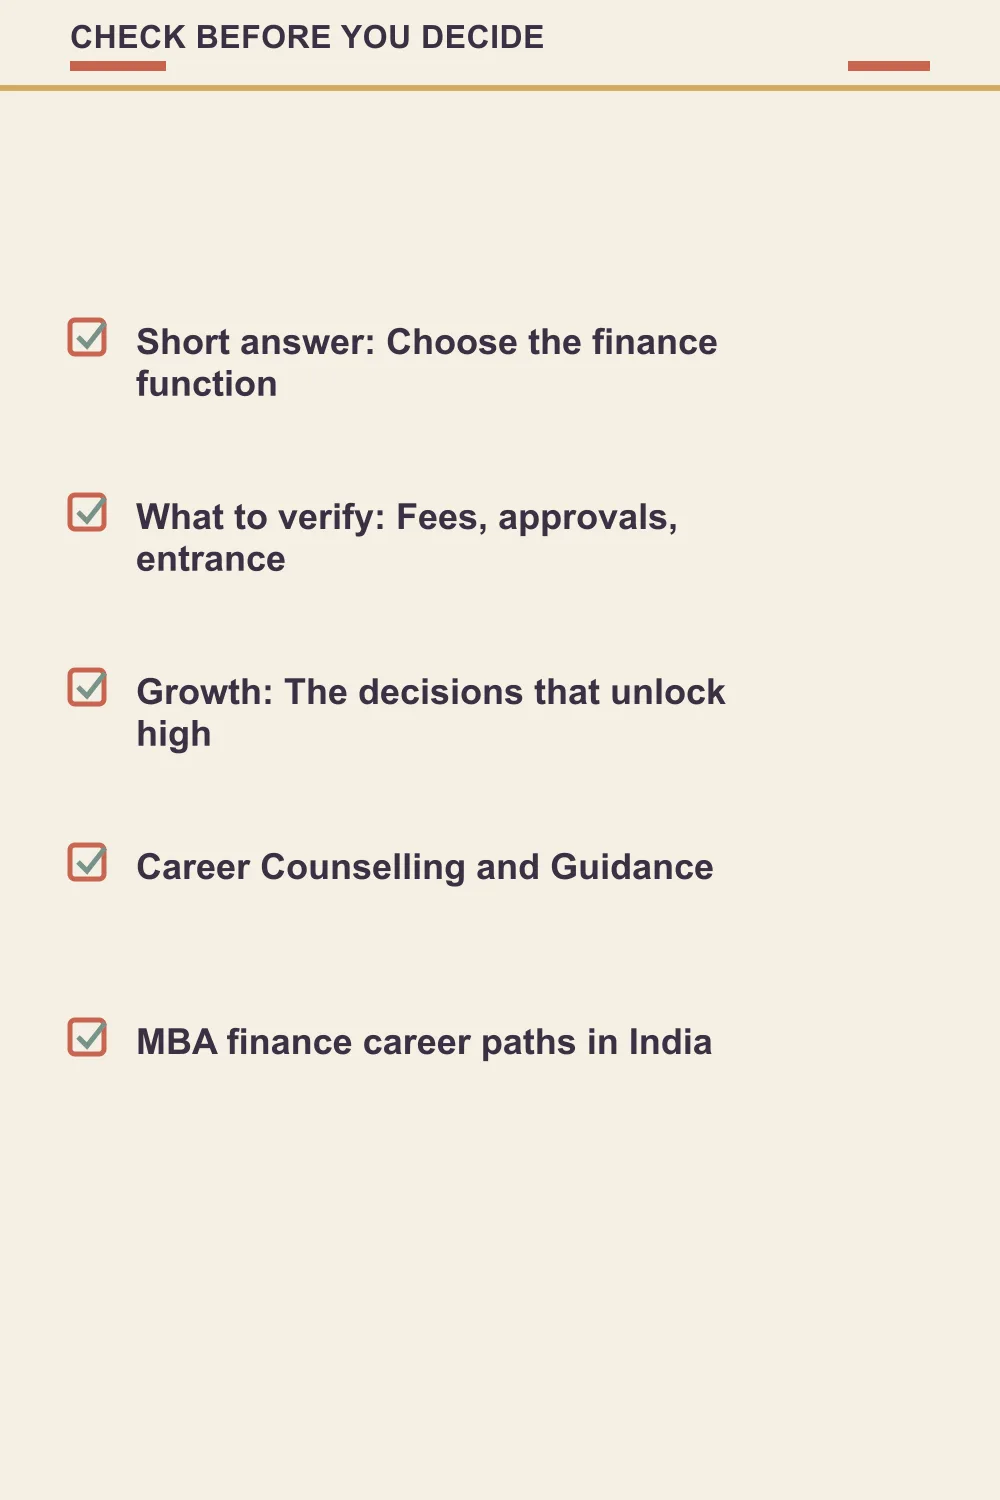 CHECK BEFORE YOU DECIDE
Short answer: Choose the finance
function
What to verify: Fees, approvals,
entrance
Growth: The decisions that unlock
high
Career Counselling and Guidance
MBA finance career paths in India